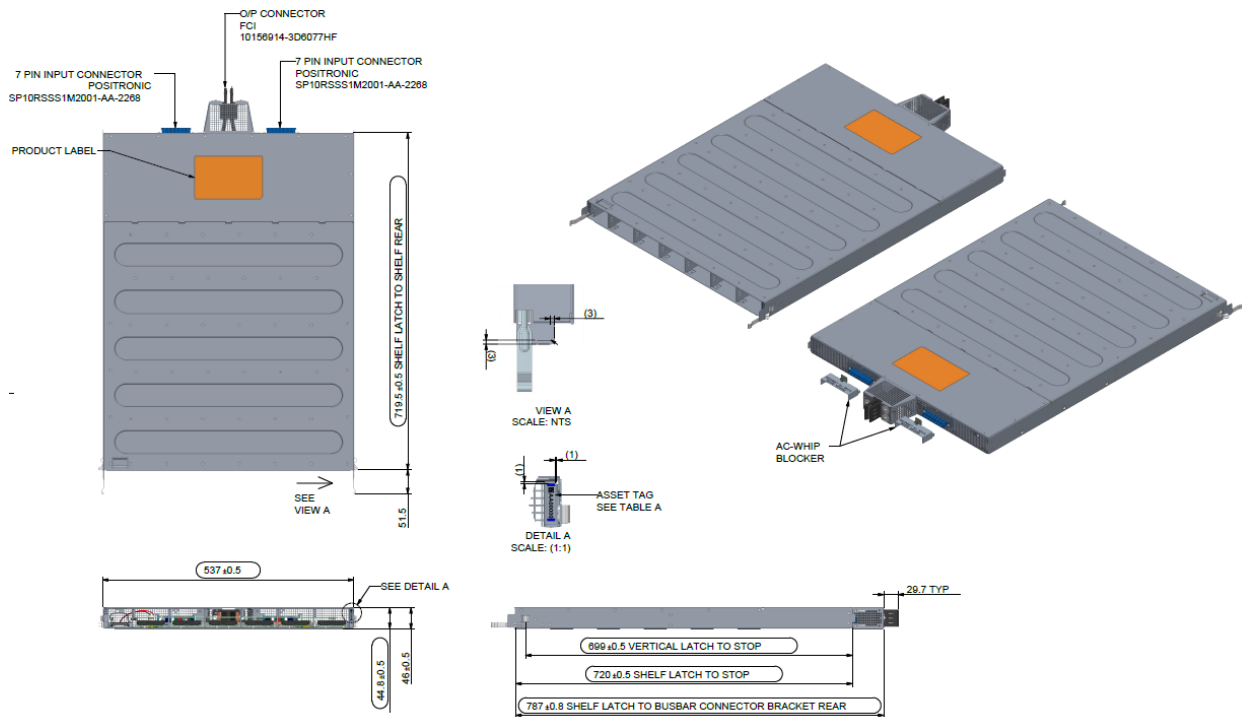 O/P CONNECTOR
FCI
10156914-3D6077HF
7 PIN INPUT CONNECTOR
POSITRONIC
SP10RSSS1M2001-AA-2268
7 PIN INPUT CONNECTOR
POSITRONIC
SP10RSSS1M2001-AA-2268
PRODUCT LABEL
719.5 ±0.5 SHELF LATCH TO SHELF REAR
SEE
VIEW A
51.5
(3)
(3)
VIEW A
SCALE: NTS
(1)
(1)
ASSET TAG
SEE TABLE A
DETAIL A
SCALE: (1:1)
AC-WHIP
BLOCKER
537 ±0.5
SEE DETAIL A
44.8±0.5
46±0.5
29.7 TYP
699 ±0.5 VERTICAL LATCH TO STOP
720 ±0.5 SHELF LATCH TO STOP
787 ±0.8 SHELF LATCH TO BUSBAR CONNECTOR BRACKET REAR